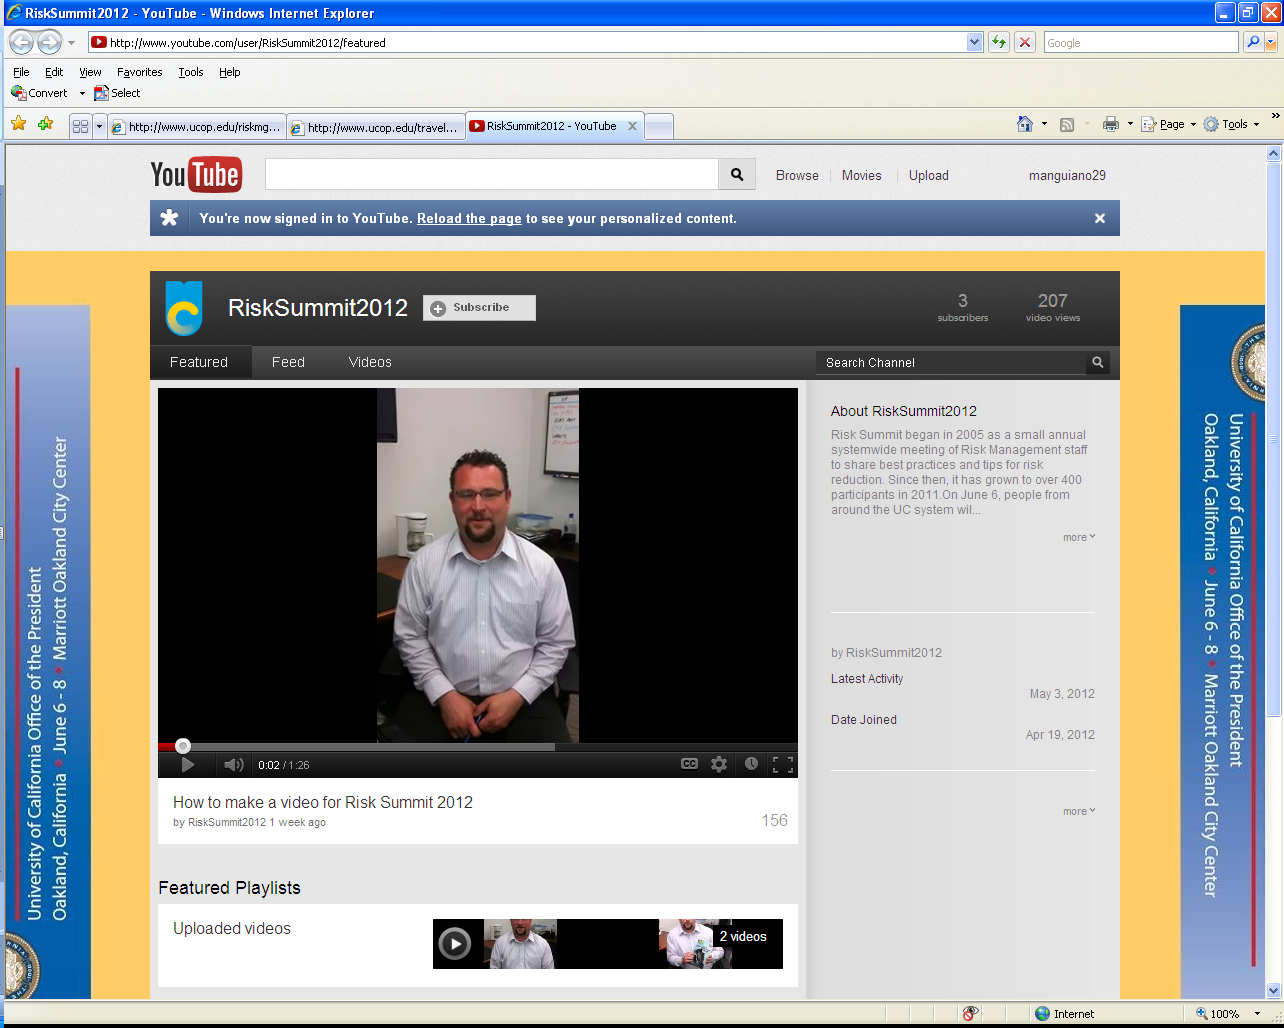 RiskSummit2012 - YouTube - Windows Internet Explorer
http://www.youtube.com/user/RiskSummit2012/featured
Google
File Edit View Favorites Tools Help
Convert Select
http://www.ucop.edu/riskmg... http://www.ucop.edu/travel... RiskSummit2012 - YouTube
Page Tools »
YouTube
Browse Movies Upload manguiano29
You're now signed in to YouTube. Reload the page to see your personalized content.
RiskSummit2012
Subscribe
3 subscribers
207 video views
Featured Feed Videos
Search Channel
0:02 / 1:26
CC
How to make a video for Risk Summit 2012
by RiskSummit2012 1 week ago
156
Featured Playlists
Uploaded videos
2 videos
About RiskSummit2012
Risk Summit began in 2005 as a small annual
systemwide meeting of Risk Management staff
to share best practices and tips for risk
reduction. Since then, it has grown to over 400
participants in 2011.On June 6, people from
around the UC system wil...
more
by RiskSummit2012
Latest Activity
May 3, 2012
Date Joined
Apr 19, 2012
more
University of California Office of the President
Oakland, California • June 6 - 8 • Marriott Oakland City Center
University of California Office of the President
Oakland, California • June 6 - 8 • Marriott Oakland City Center
Internet
100%